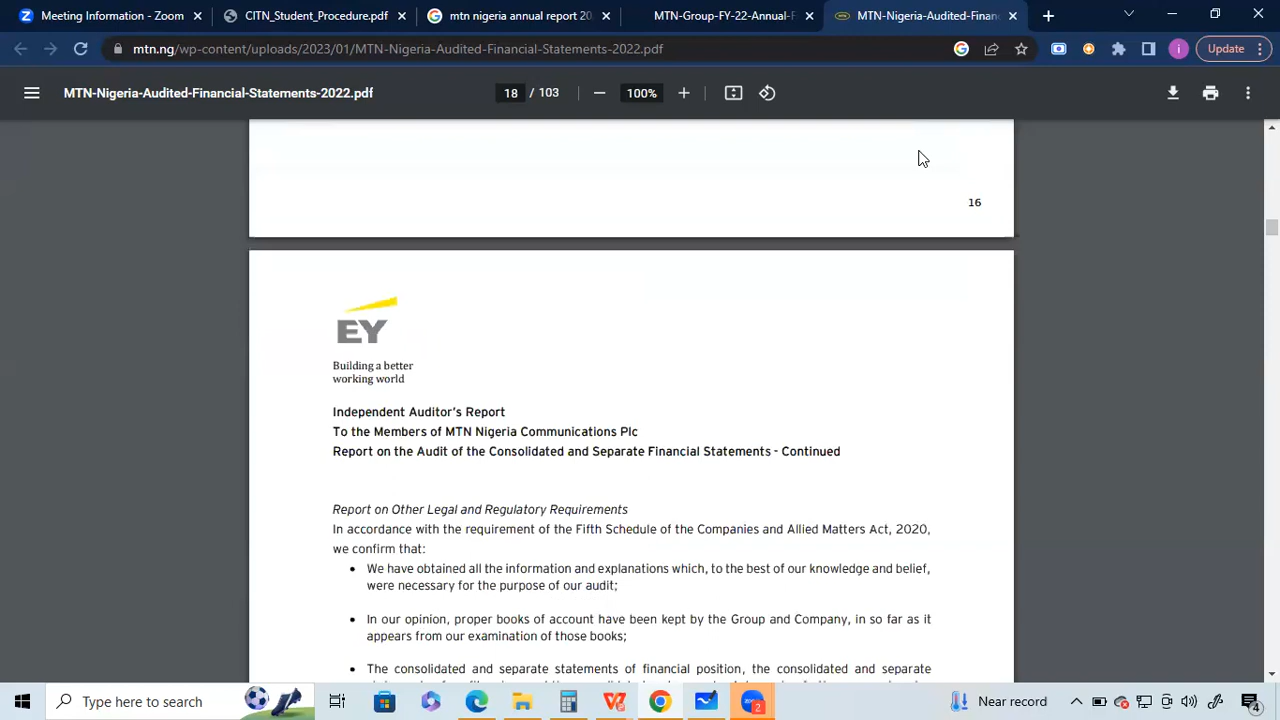 Meeting Information - Zoom
CITN_Student_Procedure.pdf
mtn nigeria annual report 20
MTN-Group-FY-22-Annual-F
MTN-Nigeria-Audited-Finan
mtn.ng/wp-content/uploads/2023/01/MTN-Nigeria-Audited-Financial-Statements-2022.pdf
i
Update
MTN-Nigeria-Audited-Financial-Statements-2022.pdf
18 / 103
100%
16
EY
Building a better
working world
Independent Auditor's Report
To the Members of MTN Nigeria Communications Plc
Report on the Audit of the Consolidated and Separate Financial Statements - Continued
Report on Other Legal and Regulatory Requirements
In accordance with the requirement of the Fifth Schedule of the Companies and Allied Matters Act, 2020,
we confirm that:
We have obtained all the information and explanations which, to the best of our knowledge and belief,
were necessary for the purpose of our audit;
In our opinion, proper books of account have been kept by the Group and Company, in so far as it
appears from our examination of those books;
The consolidated and separate statements of financial position, the consolidated and separate
Type here to search
zoom
2
Near record
4